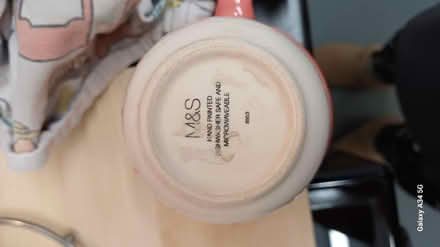 M&S
HAND PAINTED
DISHWASHER SAFE AND
MICROWAVEABLE
Galaxy A34 5G